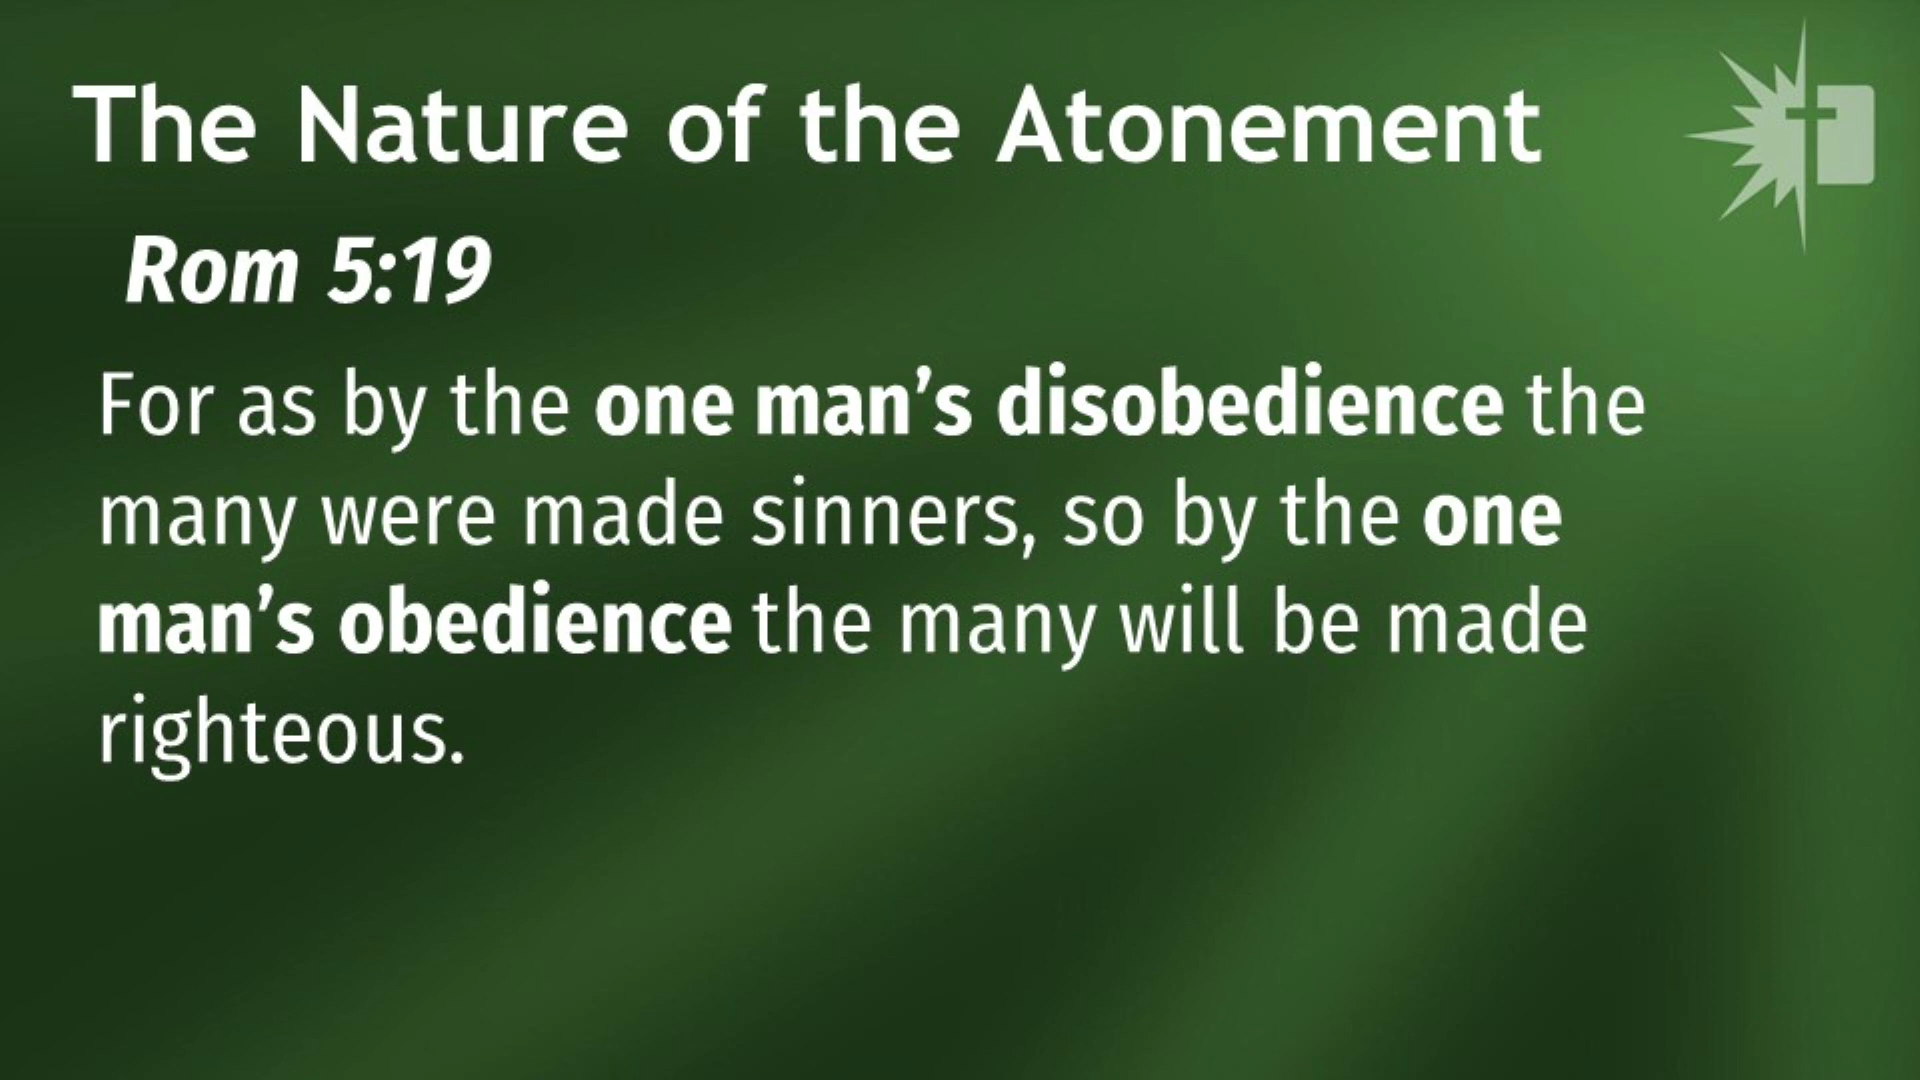 The Nature of the Atonement
Rom 5:19
For as by the one man’s disobedience the
many were made sinners, so by the one
man’s obedience the many will be made
righteous.